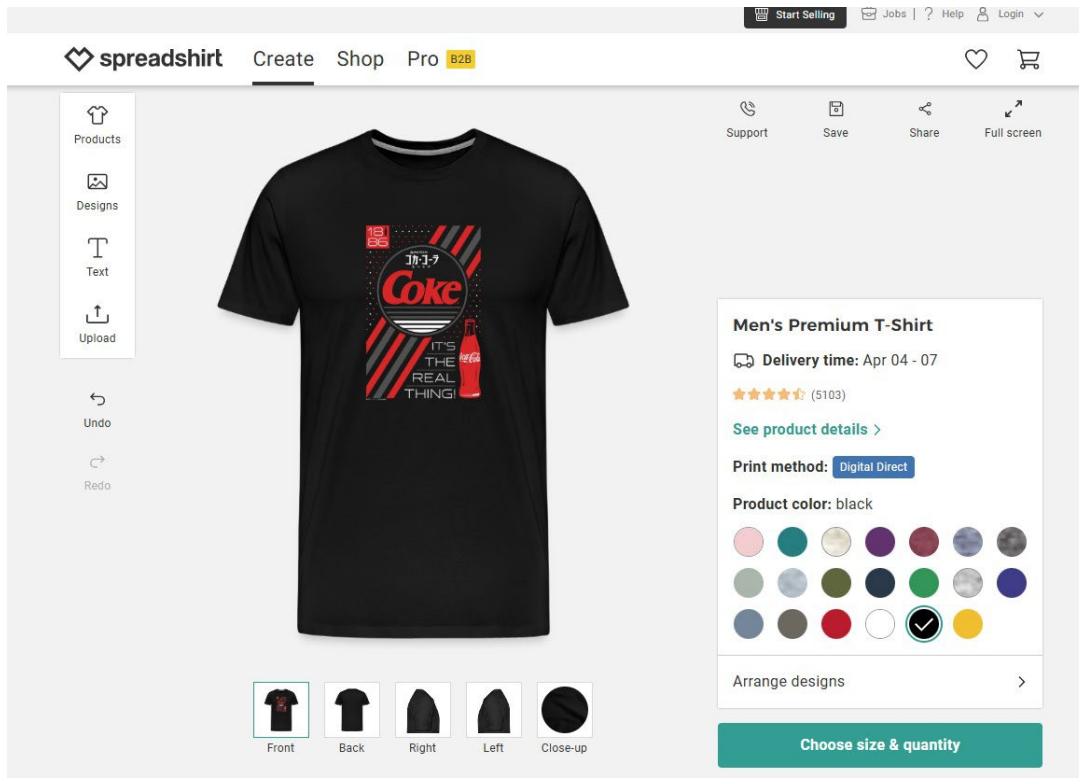 Start Selling
Jobs | ? Help
Login
spreadshirt
Create
Shop
Pro B2B
Products
Designs
Text
Upload
Undo
Redo
Support
Save
Share
Full screen
18
86
コカ·コーラ
Coke
IT'S
THE
REAL
THING!
Coca-Cola
Men's Premium T-Shirt
Delivery time: Apr 04 - 07
(5103)
See product details
Print method: Digital Direct
Product color: black
Arrange designs
Choose size & quantity
Front
Back
Right
Left
Close-up